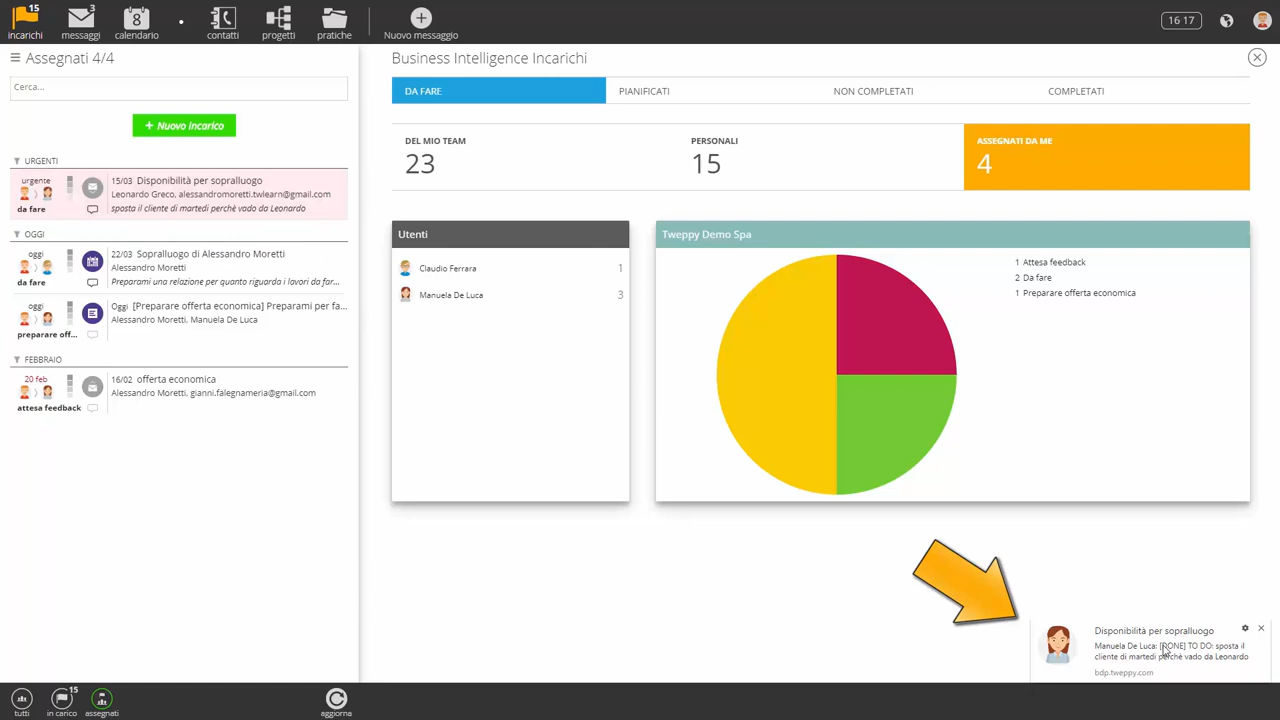 15
incarichi
3
messaggi
8
calendario
contatti
progetti
pratiche
Nuovo messaggio
16 17
Assegnati 4/4
Cerca...
+ Nuovo incarico
URGENTI
urgente
da fare
15/03 Disponibilità per sopralluogo
Leonardo Greco, alessandromoretti.twlearn@gmail.com
sposta il cliente di martedi perchè vado da Leonardo
OGGI
oggi
da fare
22/03 Sopralluogo di Alessandro Moretti
Alessandro Moretti
Preparami una relazione per quanto riguarda i lavori da far...
oggi
preparare off...
Oggi [Preparare offerta economica] Preparami per fa...
Alessandro Moretti, Manuela De Luca
FEBBRAIO
20 feb
attesa feedback
16/02 offerta economica
Alessandro Moretti, gianni.falegnameria@gmail.com
Business Intelligence Incarichi
DA FARE PIANIFICATI NON COMPLETATI COMPLETATI
DEL MIO TEAM
23
PERSONALI
15
ASSEGNATI DA ME
4
Utenti
Claudio Ferrara 1
Manuela De Luca 3
Tweppy Demo Spa
1 Attesa feedback
2 Da fare
1 Preparare offerta economica
Disponibilità per sopralluogo
Manuela De Luca: [DONE] TO DO: sposta il
cliente di martedi perchè vado da Leonardo
bdp.tweppy.com
tutti
15
in carico
assegnati
aggiorna